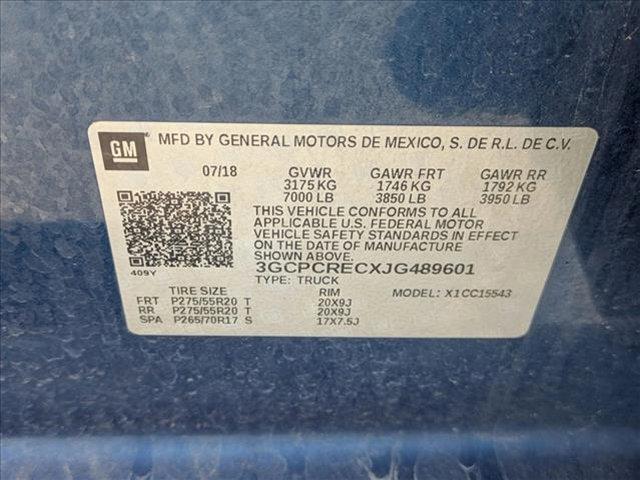 GM
MFD BY GENERAL MOTORS DE MEXICO, S. DE R.L. DE C.V.
07/18 GVWR GAWR FRT GAWR RR
3175 KG 1746 KG 1792 KG
7000 LB 3850 LB 3950 LB
THIS VEHICLE CONFORMS TO ALL
APPLICABLE U.S. FEDERAL MOTOR
VEHICLE SAFETY STANDARDS IN EFFECT
ON THE DATE OF MANUFACTURE
SHOWN ABOVE.
409Y 3GCPCRECXJG489601
TYPE: TRUCK
TIRE SIZE RIM MODEL: X1CC15543
FRT P275/55R20 T 20X9J
RR P275/55R20 T 20X9J
SPA P265/70R17 S 17X7.5J